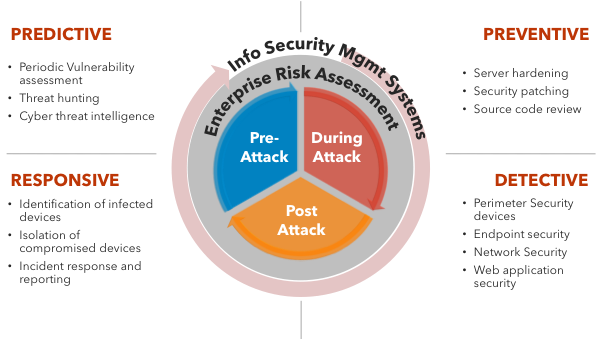 PREDICTIVE
• Periodic Vulnerability
assessment
• Threat hunting
• Cyber threat intelligence
PREVENTIVE
• Server hardening
• Security patching
• Source code review
Info Security Mgmt Systems
Enterprise Risk Assessment
Pre-
Attack
During
Attack
Post
Attack
RESPONSIVE
• Identification of infected
devices
• Isolation of
compromised devices
• Incident response and
reporting
DETECTIVE
• Perimeter Security
devices
• Endpoint security
• Network Security
• Web application
security